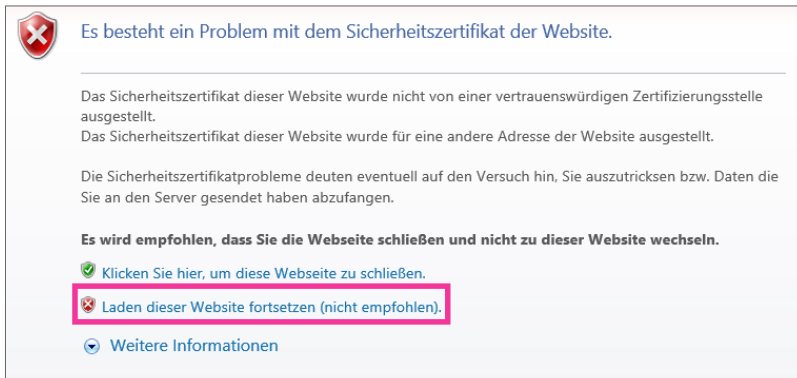 Es besteht ein Problem mit dem Sicherheitszertifikat der Website.
Das Sicherheitszertifikat dieser Website wurde nicht von einer vertrauenswürdigen Zertifizierungsstelle
ausgestellt.
Das Sicherheitszertifikat dieser Website wurde für eine andere Adresse der Website ausgestellt.
Die Sicherheitszertifikatprobleme deuten eventuell auf den Versuch hin, Sie auszutricksen bzw. Daten die
Sie an den Server gesendet haben abzufangen.
Es wird empfohlen, dass Sie die Webseite schließen und nicht zu dieser Website wechseln.
Klicken Sie hier, um diese Webseite zu schließen.
Laden dieser Website fortsetzen (nicht empfohlen).
Weitere Informationen